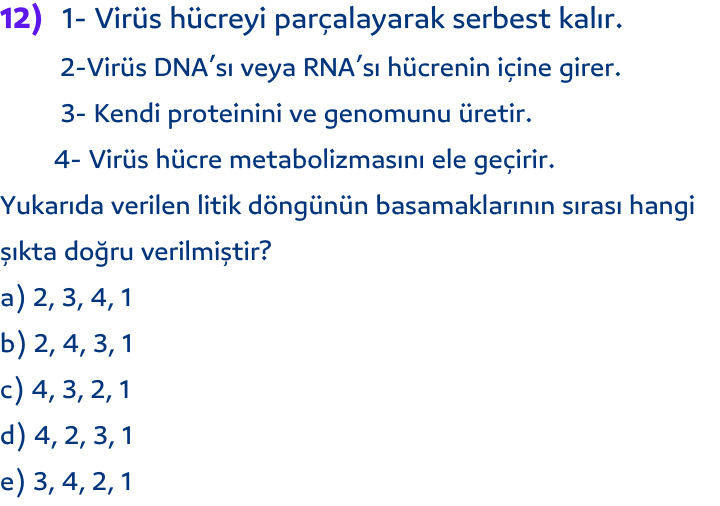 12) 1- Virüs hücreyi parçalayarak serbest kalır.
2-Virüs DNA’sı veya RNA’sı hücrenin içine girer.
3- Kendi proteinini ve genomunu üretir.
4- Virüs hücre metabolizmasını ele geçirir.
Yukarıda verilen litik döngünün basamaklarının sırası hangi
şıkta doğru verilmiştir?
a) 2, 3, 4, 1
b) 2, 4, 3, 1
c) 4, 3, 2, 1
d) 4, 2, 3, 1
e) 3, 4, 2, 1